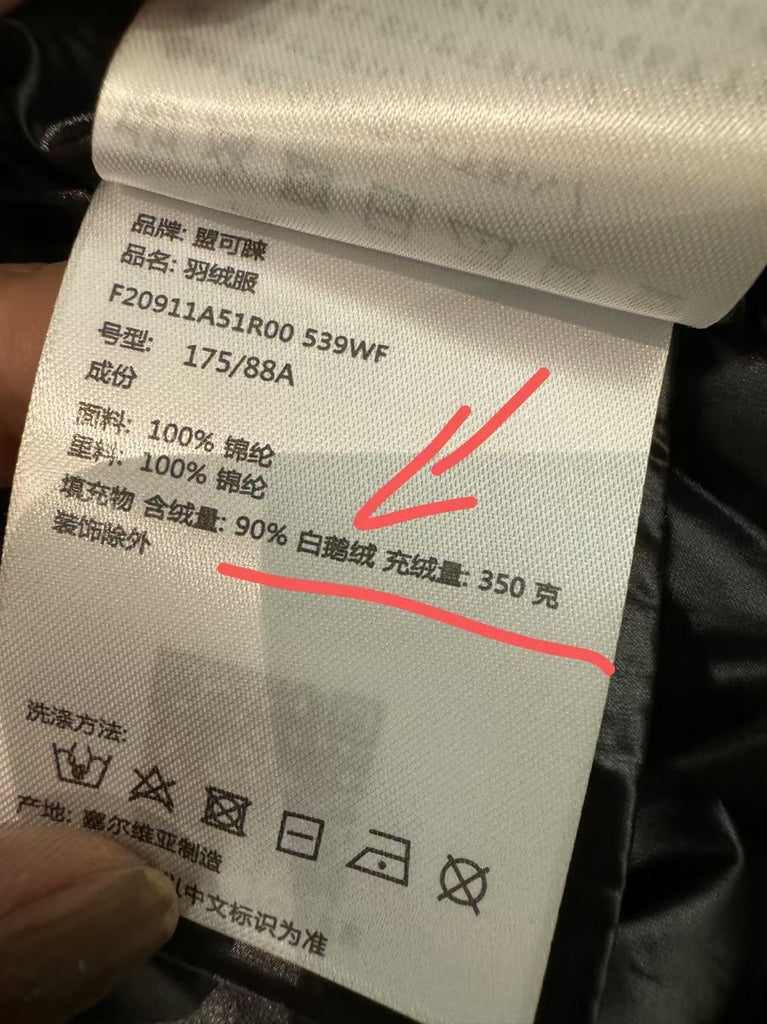 品牌: 盟可睐
品名: 羽绒服
F20911A51R00 539WF
号型: 175/88A
成份
面料: 100% 锦纶
里料: 100% 锦纶
填充物 含绒量: 90% 白鹅绒 充绒量: 350 克
装饰除外
洗涤方法:
产地: 塞尔维亚制造
以中文标识为准